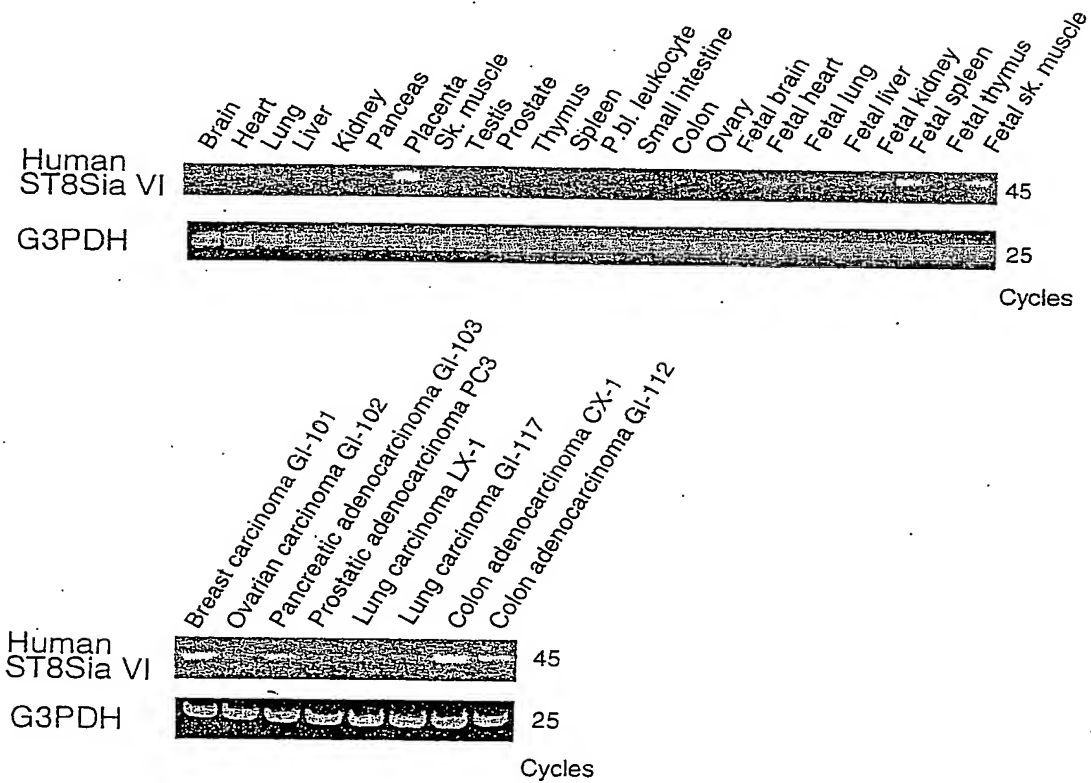 Brain
Heart
Lung
Liver
Kidney
Panceas
Placenta
Sk. muscle
Testis
Prostate
Thymus
Spleen
P.bl. leukocyte
Small intestine
Colon
Ovary
Fetal brain
Fetal heart
Fetal lung
Fetal liver
Fetal kidney
Fetal spleen
Fetal thymus
Fetal sk. muscle
Human
ST8Sia VI
45
G3PDH
25
Cycles
Breast carcinoma GI-101
Ovarian carcinoma GI-102
Pancreatic adenocarcinoma GI-103
Prostatic adenocarcinoma PC3
Lung carcinoma LX-1
Lung carcinoma GI-117
Colon adenocarcinoma CX-1
Colon adenocarcinoma GI-112
Human
ST8Sia VI
45
G3PDH
25
Cycles